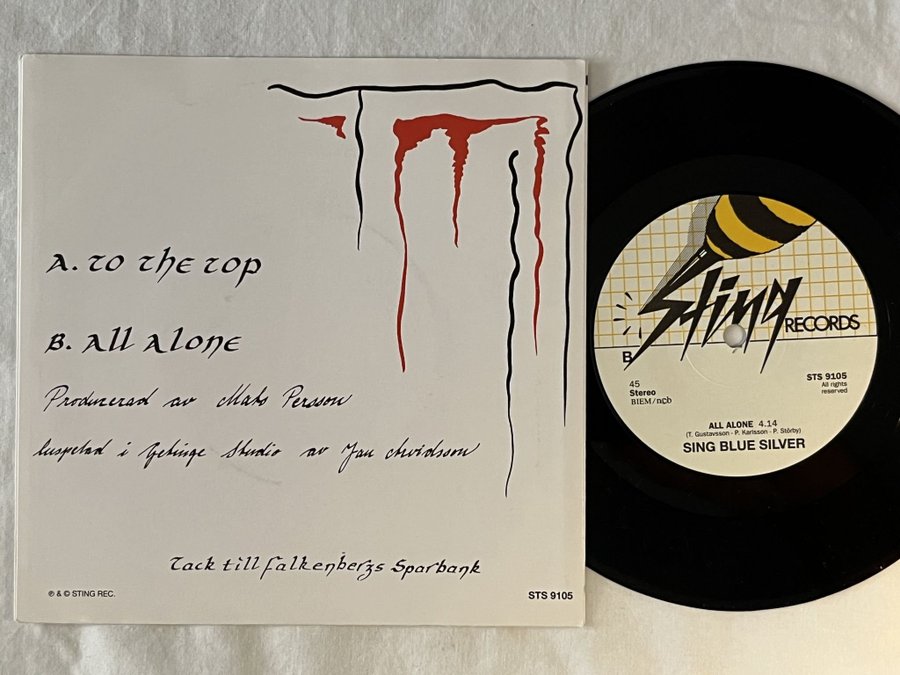 A. To the top
B. All alone
Producerad av Mats Persson
Inspelad i Getinge Studio av Jan Arvidsson
Tack till Falkenbergs Sparbank
℗ & © STING REC.
STS 9105
Sting RECORDS
B
45
Stereo
BIEM/ncb
STS 9105
All rights
reserved
ALL ALONE 4.14
(T. Gustavsson - P. Karlsson - P. Störby)
SING BLUE SILVER